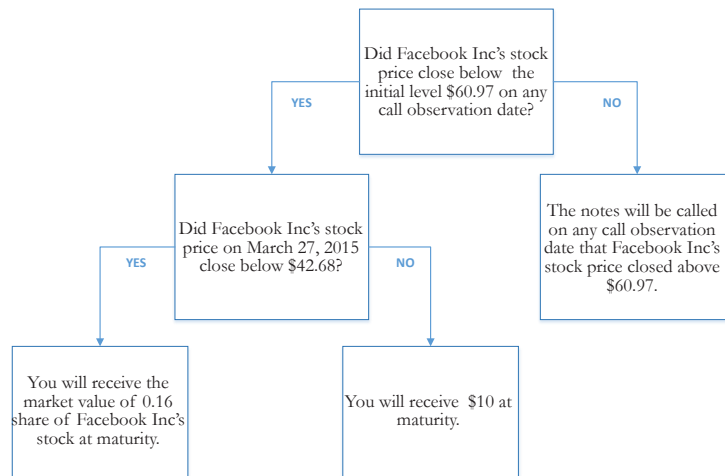 Did Facebook Inc’s stock
price close below the
initial level $60.97 on any
call observation date?
YES
NO
Did Facebook Inc’s stock
price on March 27, 2015
close below $42.68?
The notes will be called
on any call observation
date that Facebook Inc’s
stock price closed above
$60.97.
YES
NO
You will receive the
market value of 0.16
share of Facebook Inc’s
stock at maturity.
You will receive $10 at
maturity.